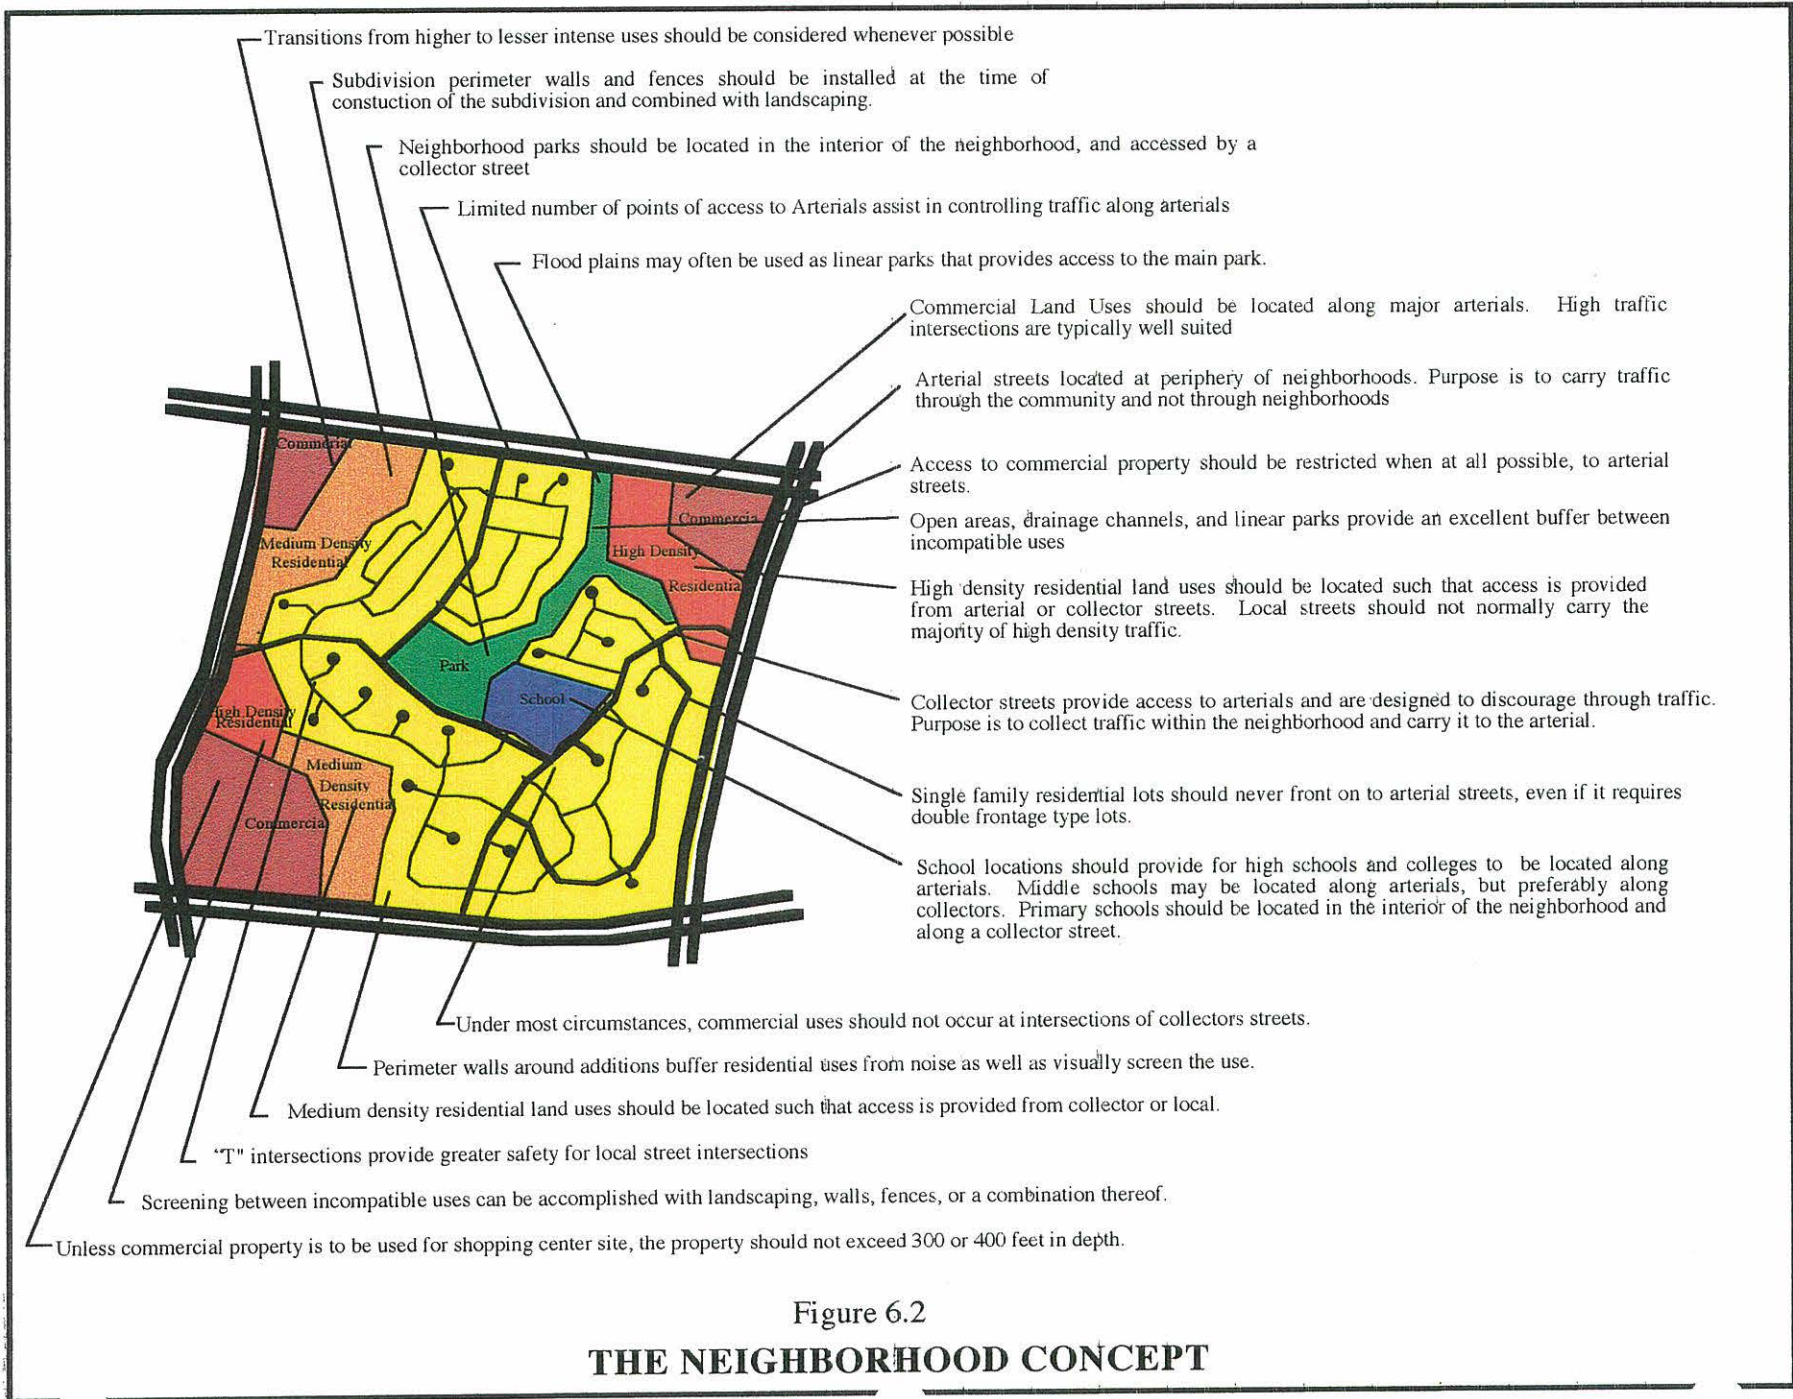 Transitions from higher to lesser intense uses should be considered whenever possible
Subdivision perimeter walls and fences should be installed at the time of
constuction of the subdivision and combined with landscaping.
Neighborhood parks should be located in the interior of the neighborhood, and accessed by a
collector street
Limited number of points of access to Arterials assist in controlling traffic along arterials
Flood plains may often be used as linear parks that provides access to the main park.
Commercial Land Uses should be located along major arterials. High traffic
intersections are typically well suited
Arterial streets located at periphery of neighborhoods. Purpose is to carry traffic
through the community and not through neighborhoods
Access to commercial property should be restricted when at all possible, to arterial
streets.
Open areas, drainage channels, and linear parks provide an excellent buffer between
incompatible uses
High density residential land uses should be located such that access is provided
from arterial or collector streets. Local streets should not normally carry the
majority of high density traffic.
Collector streets provide access to arterials and are designed to discourage through traffic.
Purpose is to collect traffic within the neighborhood and carry it to the arterial.
Single family residential lots should never front on to arterial streets, even if it requires
double frontage type lots.
School locations should provide for high schools and colleges to be located along
arterials. Middle schools may be located along arterials, but preferably along
collectors. Primary schools should be located in the interior of the neighborhood and
along a collector street.
Commercial
Medium Density
Residential
Commercia
High Density
Residential
Park
School
High Density
Residential
Medium
Density
Residential
Commercial
Under most circumstances, commercial uses should not occur at intersections of collectors streets.
Perimeter walls around additions buffer residential uses from noise as well as visually screen the use.
Medium density residential land uses should be located such that access is provided from collector or local.
"T" intersections provide greater safety for local street intersections
Screening between incompatible uses can be accomplished with landscaping, walls, fences, or a combination thereof.
Unless commercial property is to be used for shopping center site, the property should not exceed 300 or 400 feet in depth.
Figure 6.2
THE NEIGHBORHOOD CONCEPT